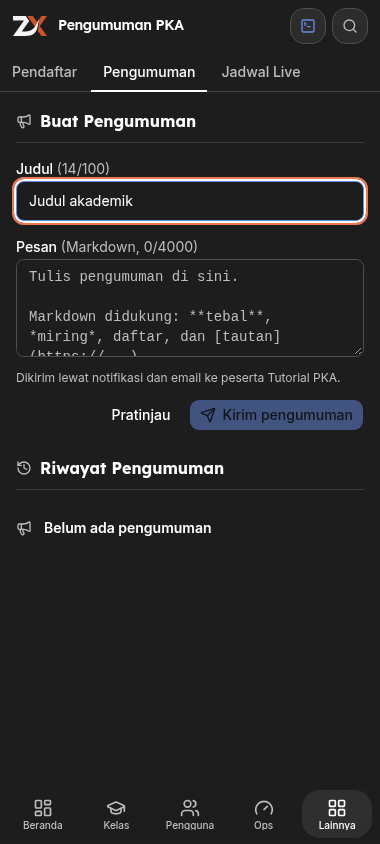 ZX Pengumuman PKA
Pendaftar Pengumuman Jadwal Live
Buat Pengumuman
Judul (14/100)
Judul akademik
Pesan (Markdown, 0/4000)
Tulis pengumuman di sini.
Markdown didukung: **tebal**,
*miring*, daftar, dan [tautan]
Dikirim lewat notifikasi dan email ke peserta Tutorial PKA.
Pratinjau Kirim pengumuman
Riwayat Pengumuman
Belum ada pengumuman
Beranda Kelas Pengguna Ops Lainnya